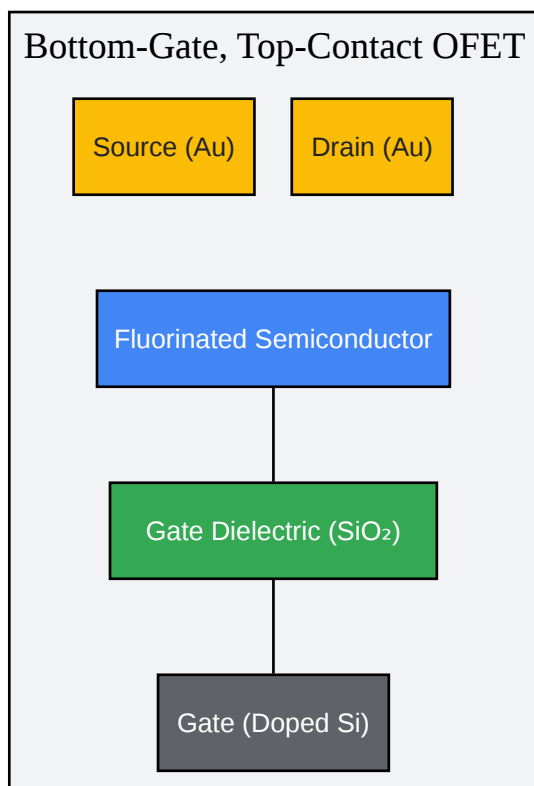 Bottom-Gate, Top-Contact OFET
Source (Au)
Drain (Au)
Fluorinated Semiconductor
Gate Dielectric (SiO₂)
Gate (Doped Si)